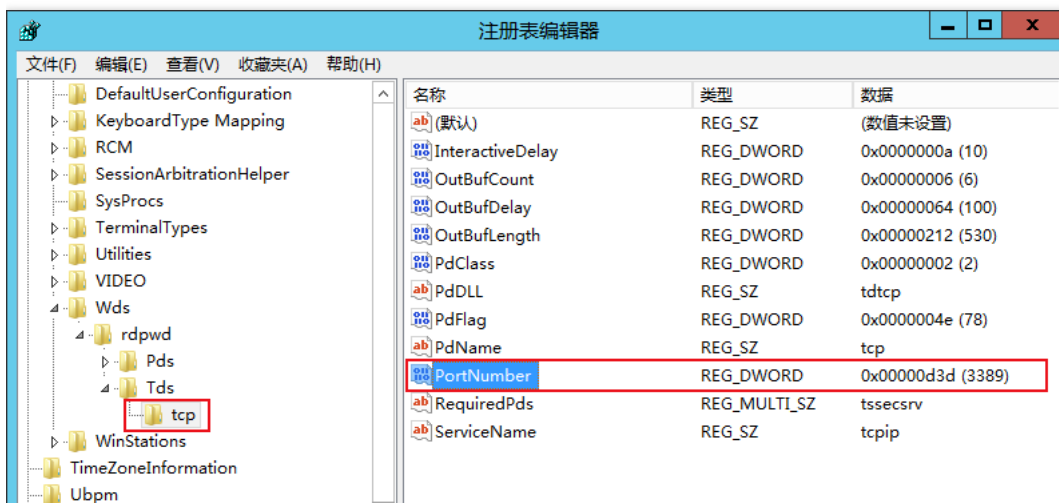 注册表编辑器
文件(F) 编辑(E) 查看(V) 收藏夹(A) 帮助(H)
DefaultUserConfiguration
KeyboardType Mapping
RCM
SessionArbitrationHelper
SysProcs
TerminalTypes
Utilities
VIDEO
Wds
rdpwd
Pds
Tds
tcp
WinStations
TimeZoneInformation
Ubpm
名称 类型 数据
(默认) REG_SZ (数值未设置)
InteractiveDelay REG_DWORD 0x0000000a (10)
OutBufCount REG_DWORD 0x00000006 (6)
OutBufDelay REG_DWORD 0x00000064 (100)
OutBufLength REG_DWORD 0x00000212 (530)
PdClass REG_DWORD 0x00000002 (2)
PdDLL REG_SZ tdtcp
PdFlag REG_DWORD 0x0000004e (78)
PdName REG_SZ tcp
PortNumber REG_DWORD 0x00000d3d (3389)
RequiredPds REG_MULTI_SZ tssecsrv
ServiceName REG_SZ tcpip